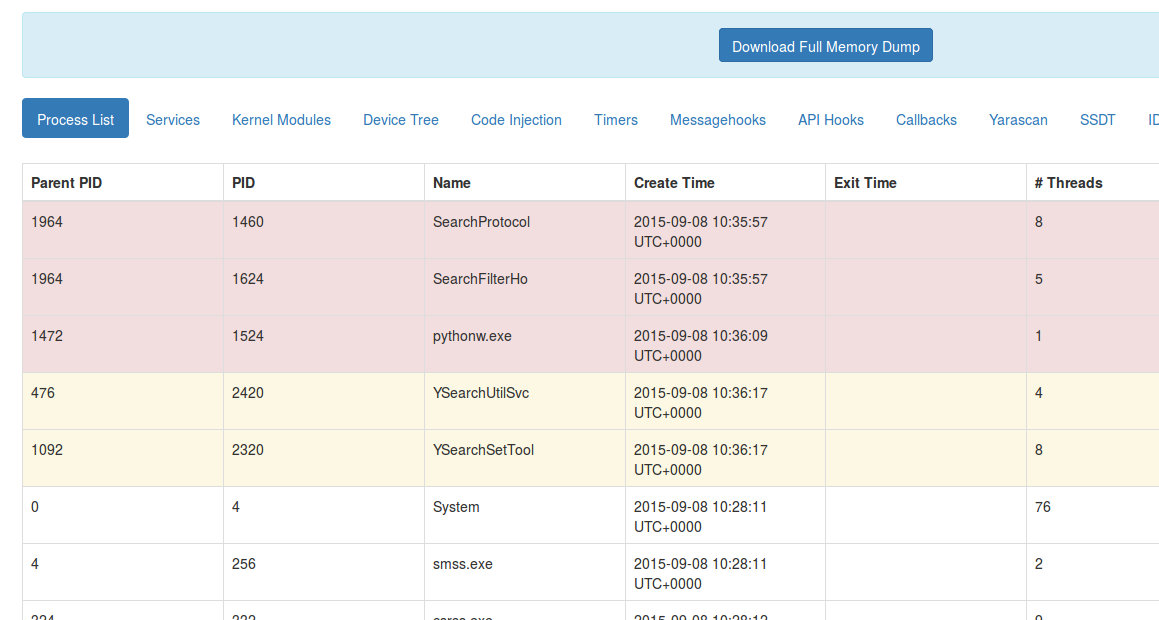 Download Full Memory Dump
Process List Services Kernel Modules Device Tree Code Injection Timers Messagehooks API Hooks Callbacks Yarascan SSDT
Parent PID PID Name Create Time Exit Time # Threads
1964 1460 SearchProtocol 2015-09-08 10:35:57 8
UTC+0000
1964 1624 SearchFilterHo 2015-09-08 10:35:57 5
UTC+0000
1472 1524 pythonw.exe 2015-09-08 10:36:09 1
UTC+0000
476 2420 YSearchUtilSvc 2015-09-08 10:36:17 4
UTC+0000
1092 2320 YSearchSetTool 2015-09-08 10:36:17 8
UTC+0000
0 4 System 2015-09-08 10:28:11 76
UTC+0000
4 256 smss.exe 2015-09-08 10:28:11 2
UTC+0000